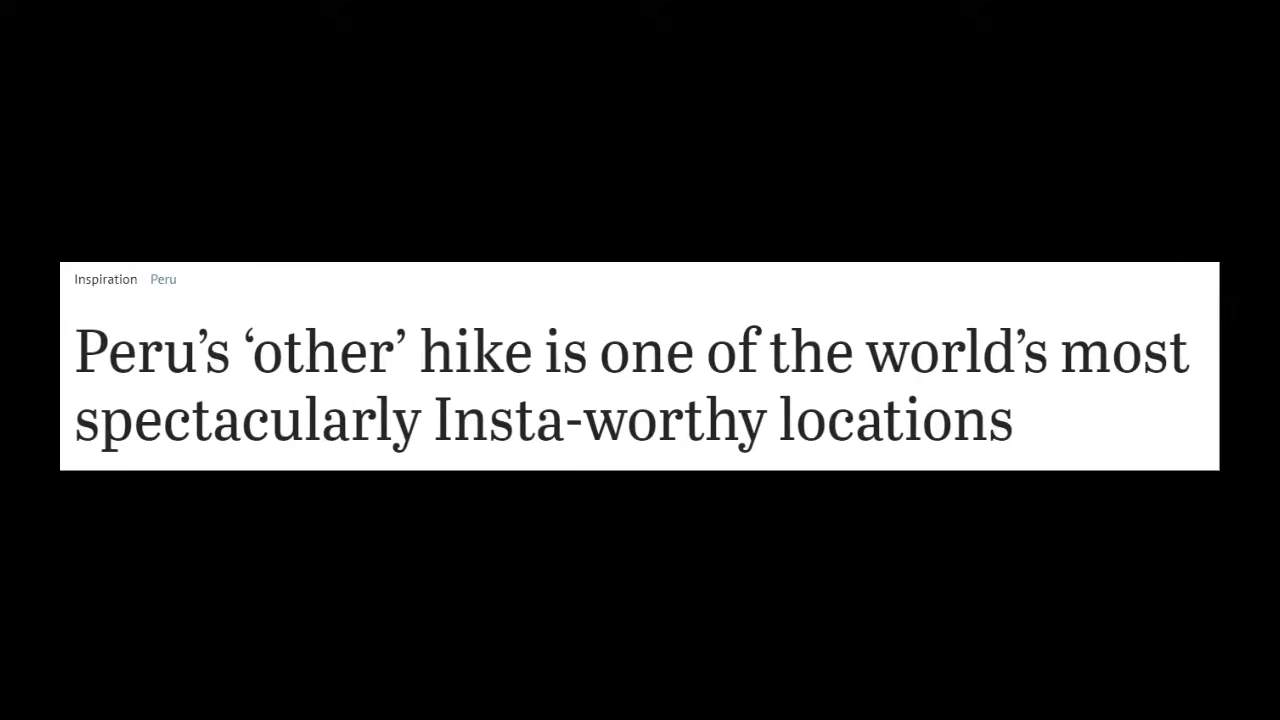 Inspiration Peru
Peru’s ‘other’ hike is one of the world’s most
spectacularly Insta-worthy locations